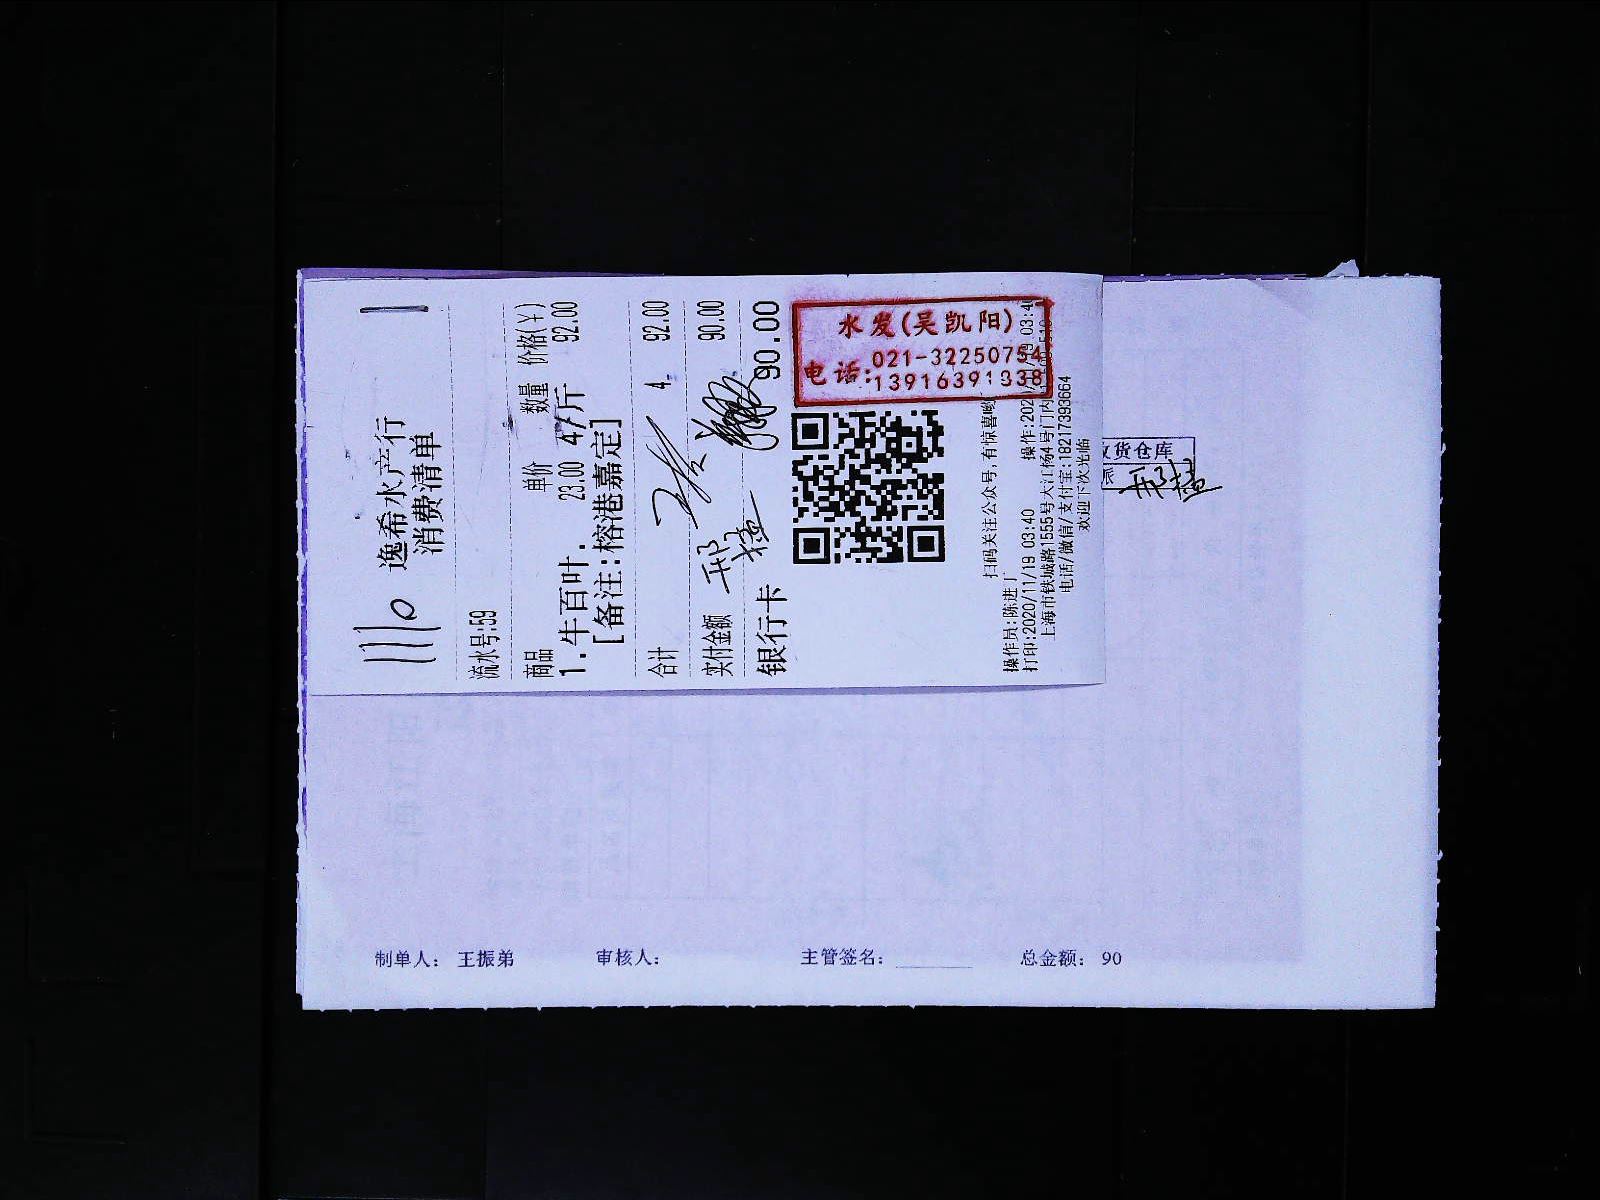 1110
逸希水产行
消费清单
流水号:59
商品 单价 数量 价格(¥)
1.牛百叶. 23.00 4/斤 92.00
[备注:榕港嘉定]
合计 4. 92.00
实付金额 90.00
银行卡 90.00
水发(吴凯阳)
电话:021-32250754
扫码关注公众号,有惊喜哟
操作员:陈进
打印:2020/11/19 03:40 操作:202
上海市铁城路1555号大江杨4号门内
电话/微信/支付宝:18217393664
欢迎下次光临
货仓库
邢
制单人: 王振弟 审核人: 主管签名: 总金额: 90